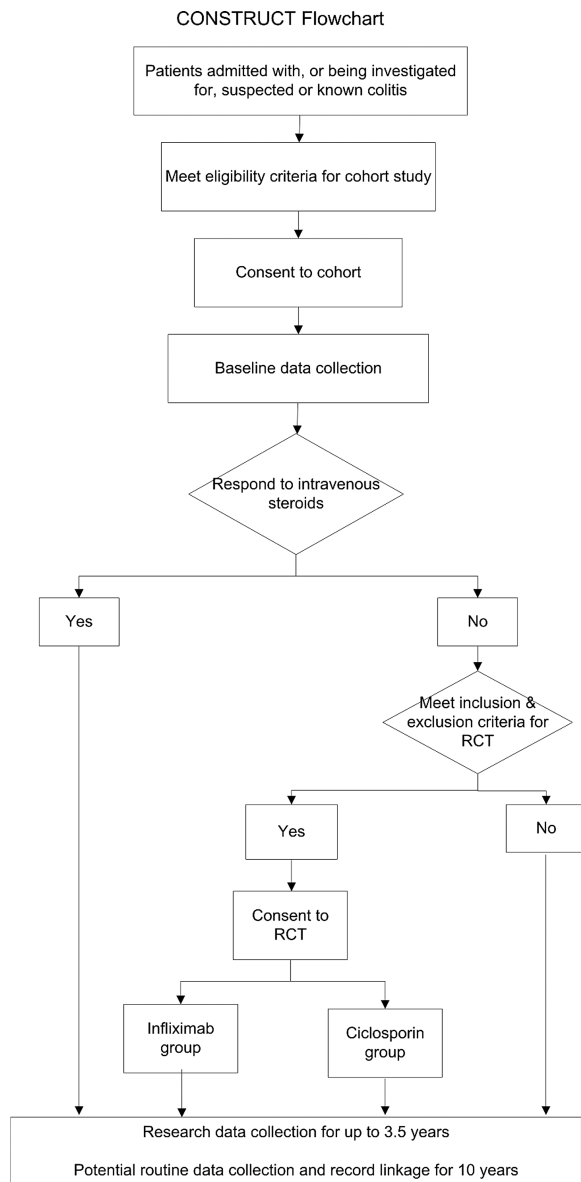 CONSTRUCT Flowchart
Patients admitted with, or being investigated
for, suspected or known colitis
Meet eligibility criteria for cohort study
Consent to cohort
Baseline data collection
Respond to intravenous
steroids
Yes
No
Meet inclusion &
exclusion criteria for
RCT
Yes
No
Consent to
RCT
Infliximab
group
Ciclosporin
group
Research data collection for up to 3.5 years
Potential routine data collection and record linkage for 10 years